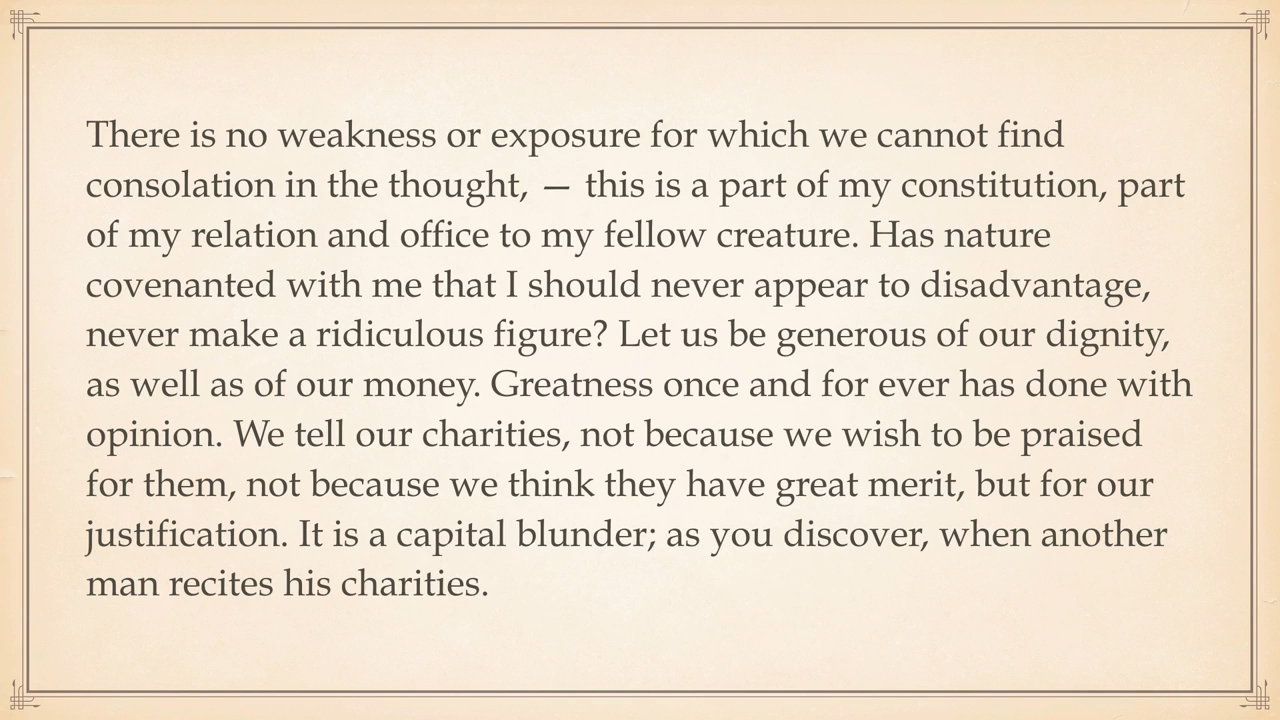 There is no weakness or exposure for which we cannot find
consolation in the thought, — this is a part of my constitution, part
of my relation and office to my fellow creature. Has nature
covenanted with me that I should never appear to disadvantage,
never make a ridiculous figure? Let us be generous of our dignity,
as well as of our money. Greatness once and for ever has done with
opinion. We tell our charities, not because we wish to be praised
for them, not because we think they have great merit, but for our
justification. It is a capital blunder; as you discover, when another
man recites his charities.